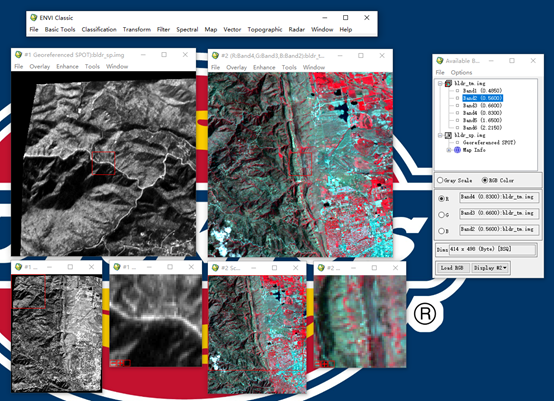 ENVI Classic
File Basic Tools Classification Transform Filter Spectral Map Vector Topographic Radar Window Help
#1 Georeferenced SPOT):bldr_sp.img
File Overlay Enhance Tools Window
#2 (R:Band4,G:Band3,B:Band2):bldr_t...
File Overlay Enhance Tools Window
Available B...
File Options
bldr_tm.img
Band1 (0.4850)
Band2 (0.5600)
Band3 (0.6600)
Band4 (0.8300)
Band5 (1.6500)
Band6 (2.2150)
bldr_sp.img
Georeferenced SPOT)
Map Info
Gray Scale RGB Color
R Band4 (0.8300):bldr_tm.img
G Band3 (0.6600):bldr_tm.img
B Band2 (0.5600):bldr_tm.img
Dims 414 x 496 (Byte) [BSQ]
Load RGB Display #2
#1 ...
#1 ...
#2 Sc...
#2 ...
®